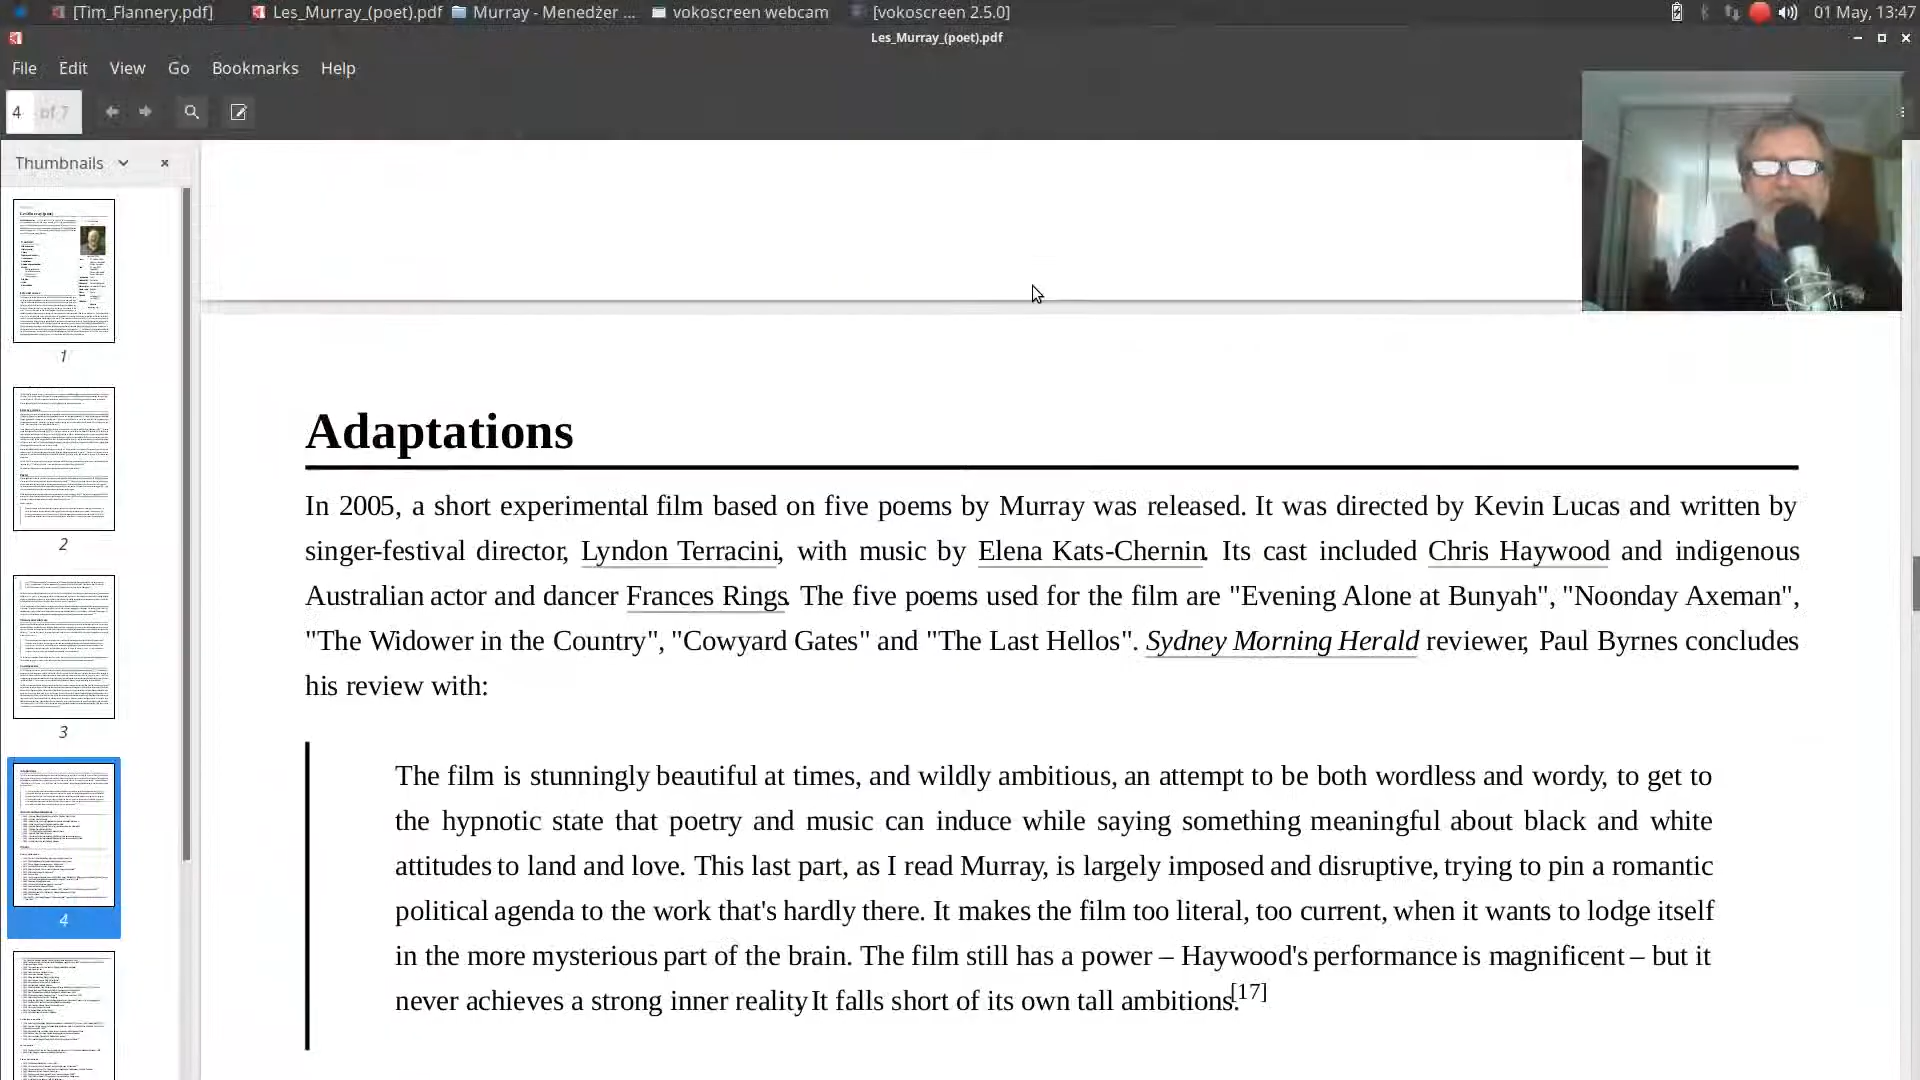 [Tim_Flannery.pdf] Les_Murray_(poet).pdf Murray - Menedżer ... vokoscreen webcam [vokoscreen 2.5.0] 01 May, 13:47
Les_Murray_(poet).pdf
File Edit View Go Bookmarks Help
4 of 7
Thumbnails
1
2
3
4
Adaptations
In 2005, a short experimental film based on five poems by Murray was released. It was directed by Kevin Lucas and written by
singer-festival director, Lyndon Terracini, with music by Elena Kats-Chernin. Its cast included Chris Haywood and indigenous
Australian actor and dancer Frances Rings. The five poems used for the film are "Evening Alone at Bunyah", "Noonday Axeman",
"The Widower in the Country", "Cowyard Gates" and "The Last Hellos". Sydney Morning Herald reviewer, Paul Byrnes concludes
his review with:
The film is stunningly beautiful at times, and wildly ambitious, an attempt to be both wordless and wordy, to get to
the hypnotic state that poetry and music can induce while saying something meaningful about black and white
attitudes to land and love. This last part, as I read Murray, is largely imposed and disruptive, trying to pin a romantic
political agenda to the work that's hardly there. It makes the film too literal, too current, when it wants to lodge itself
in the more mysterious part of the brain. The film still has a power – Haywood's performance is magnificent – but it
never achieves a strong inner reality It falls short of its own tall ambitions.[17]